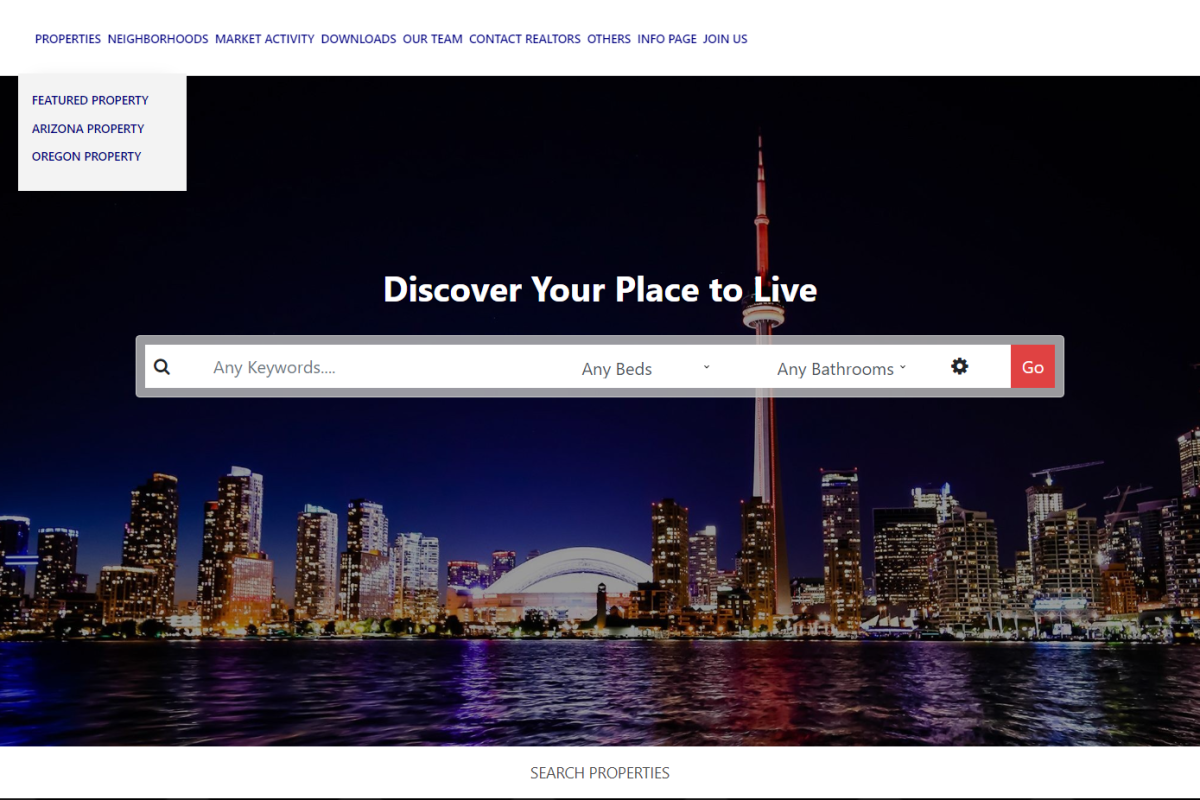 PROPERTIES NEIGHBORHOODS MARKET ACTIVITY DOWNLOADS OUR TEAM CONTACT REALTORS OTHERS INFO PAGE JOIN US
FEATURED PROPERTY
ARIZONA PROPERTY
OREGON PROPERTY
Discover Your Place to Live
Any Keywords.... Any Beds Any Bathrooms Go
SEARCH PROPERTIES